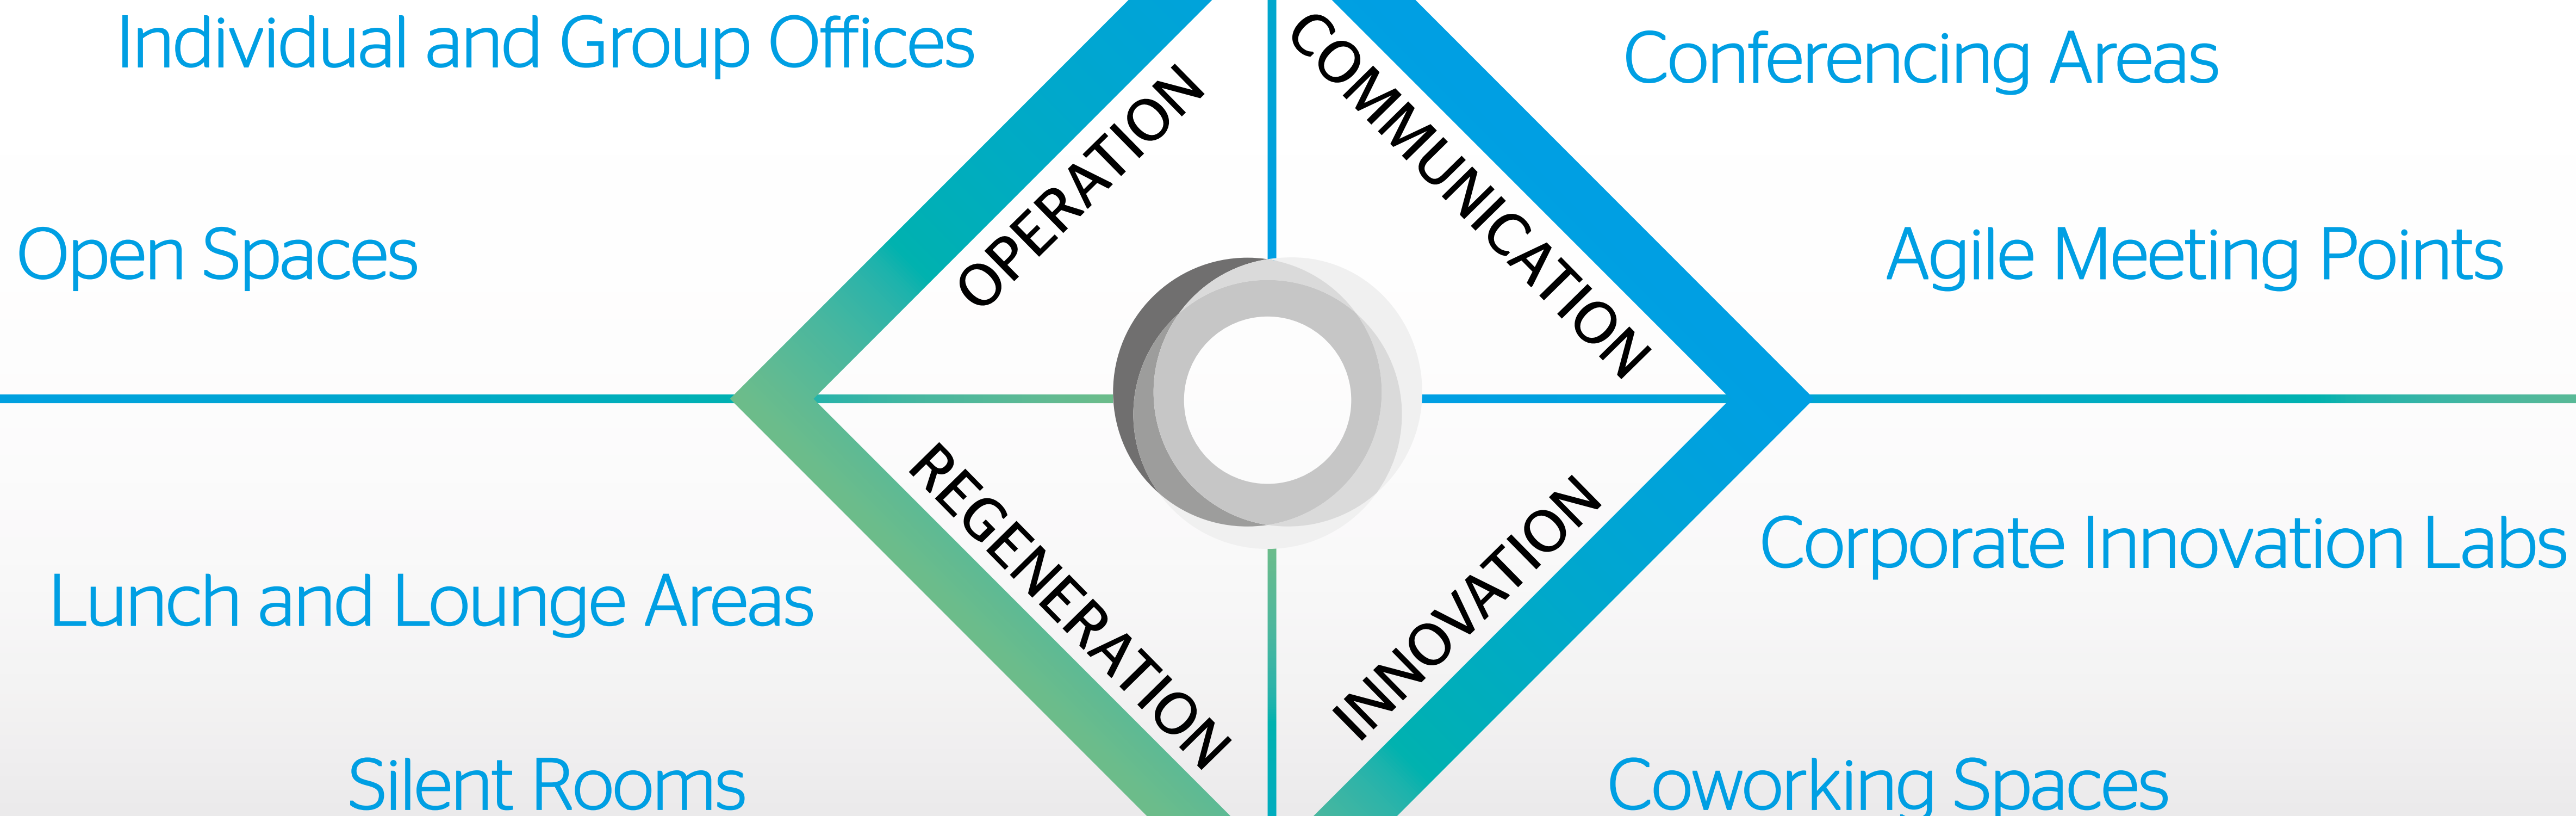 Individual and Group Offices
Open Spaces
OPERATION
COMMUNICATION
Conferencing Areas
Agile Meeting Points
Lunch and Lounge Areas
Silent Rooms
REGENERATION
INNOVATION
Corporate Innovation Labs
Coworking Spaces